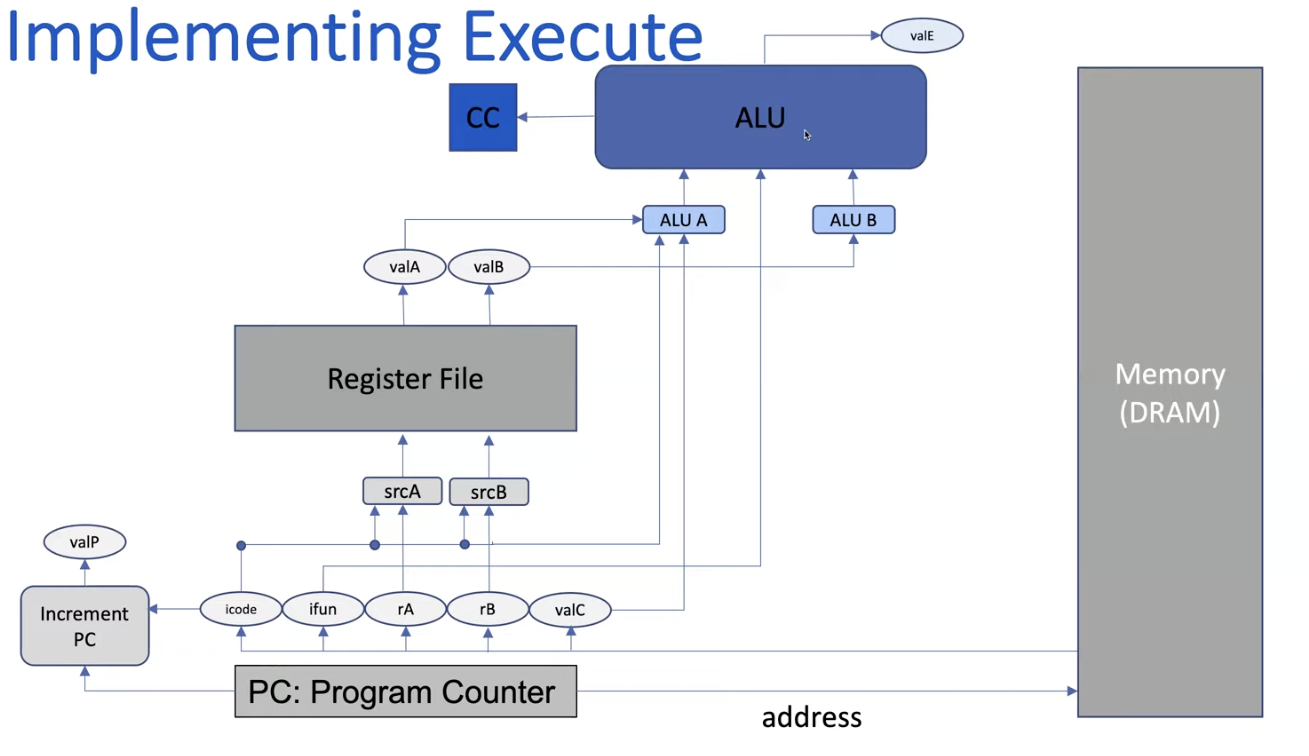 Implementing Execute
valE
CC
ALU
ALU A
ALU B
valA
valB
Register File
Memory
(DRAM)
srcA
srcB
valP
Increment
PC
icode
ifun
rA
rB
valC
PC: Program Counter
address